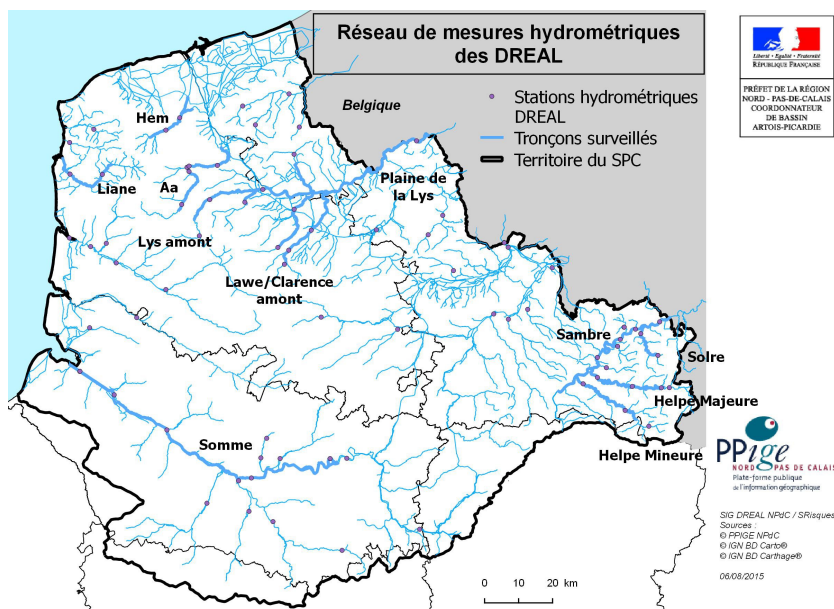 Réseau de mesures hydrométriques
des DREAL
Belgique
Stations hydrométriques
DREAL
Tronçons surveillés
Territoire du SPC
Liberté • Égalité • Fraternité
RÉPUBLIQUE FRANÇAISE
PRÉFET DE LA RÉGION
NORD - PAS-DE-CALAIS
COORDONNATEUR
DE BASSIN
ARTOIS-PICARDIE
Hem
Liane
Aa
Plaine de
la Lys
Lys amont
Lawe/Clarence
amont
Sambre
Solre
Helpe Majeure
Helpe Mineure
Somme
PPige
NORD PAS DE CALAIS
Plate-forme publique
de l'information géographique
SIG DREAL NPdC / SRisques
Sources :
© PPIGE NPdC
© IGN BD Carto®
© IGN BD Carthage®
06/08/2015
0 10 20 km